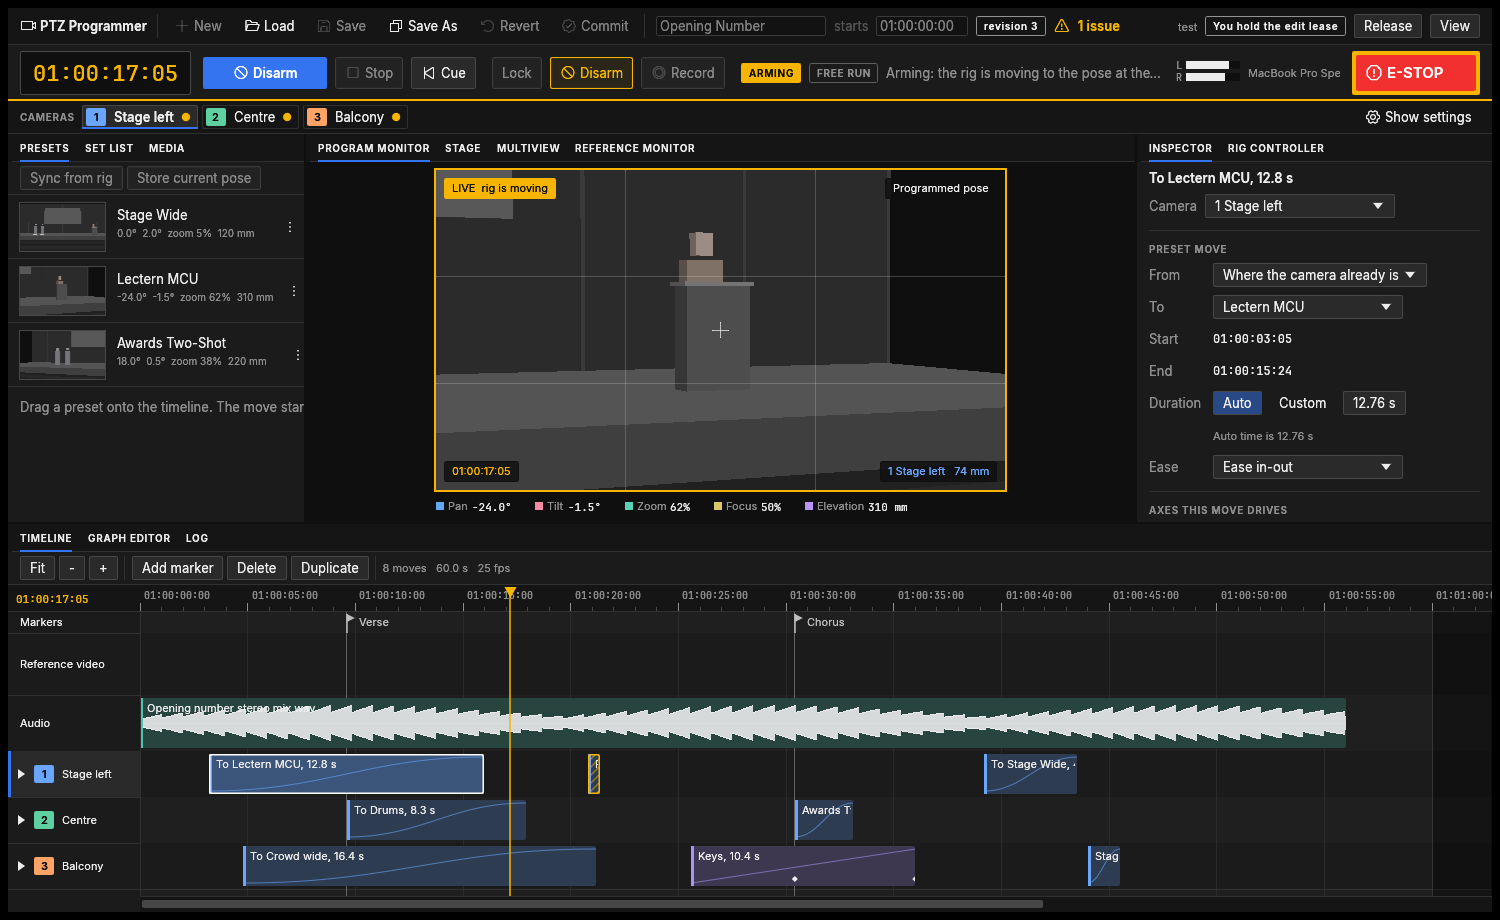 PTZ Programmer New Load Save Save As Revert Commit Opening Number starts 01:00:00:00 revision 3 1 issue test You hold the edit lease Release View
01:00:17:05 Disarm Stop Cue Lock Disarm Record ARMING FREE RUN Arming: the rig is moving to the pose at the... L R MacBook Pro Spe E-STOP
CAMERAS 1 Stage left 2 Centre 3 Balcony Show settings
PRESETS SET LIST MEDIA
Sync from rig Store current pose
Stage Wide
0.0° 2.0° zoom 5% 120 mm
Lectern MCU
-24.0° -1.5° zoom 62% 310 mm
Awards Two-Shot
18.0° 0.5° zoom 38% 220 mm
Drag a preset onto the timeline. The move star
PROGRAM MONITOR STAGE MULTIVIEW REFERENCE MONITOR
LIVE rig is moving Programmed pose
01:00:17:05 1 Stage left 74 mm
Pan -24.0° Tilt -1.5° Zoom 62% Focus 50% Elevation 310 mm
INSPECTOR RIG CONTROLLER
To Lectern MCU, 12.8 s
Camera 1 Stage left
PRESET MOVE
From Where the camera already is
To Lectern MCU
Start 01:00:03:05
End 01:00:15:24
Duration Auto Custom 12.76 s
Auto time is 12.76 s
Ease Ease in-out
AXES THIS MOVE DRIVES
TIMELINE GRAPH EDITOR LOG
Fit - + Add marker Delete Duplicate 8 moves 60.0 s 25 fps
01:00:17:05 01:00:00:00 01:00:05:00 01:00:10:00 01:00:15:00 01:00:20:00 01:00:25:00 01:00:30:00 01:00:35:00 01:00:40:00 01:00:45:00 01:00:50:00 01:00:55:00 01:01:00:0
Markers Verse Chorus
Reference video
Audio Opening number stereo mix.wav
1 Stage left To Lectern MCU, 12.8 s To Stage Wide,
2 Centre To Drums, 8.3 s Awards T
3 Balcony To Crowd wide, 16.4 s Keys, 10.4 s Stag